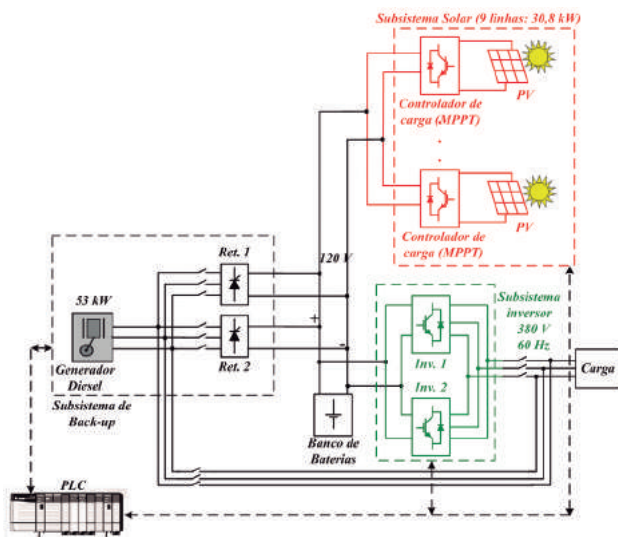 Subsistema Solar (9 linhas: 30,8 kW)
Controlador de
carga (MPPT)
PV
.
.
.
Controlador de
carga (MPPT)
PV
53 kW
Generador
Diesel
Ret. 1
Ret. 2
Subsistema de
Back-up
120 V
+
-
Banco de
Baterias
Inv. 1
Inv. 2
Subsistema
inversor
380 V
60 Hz
Carga
PLC